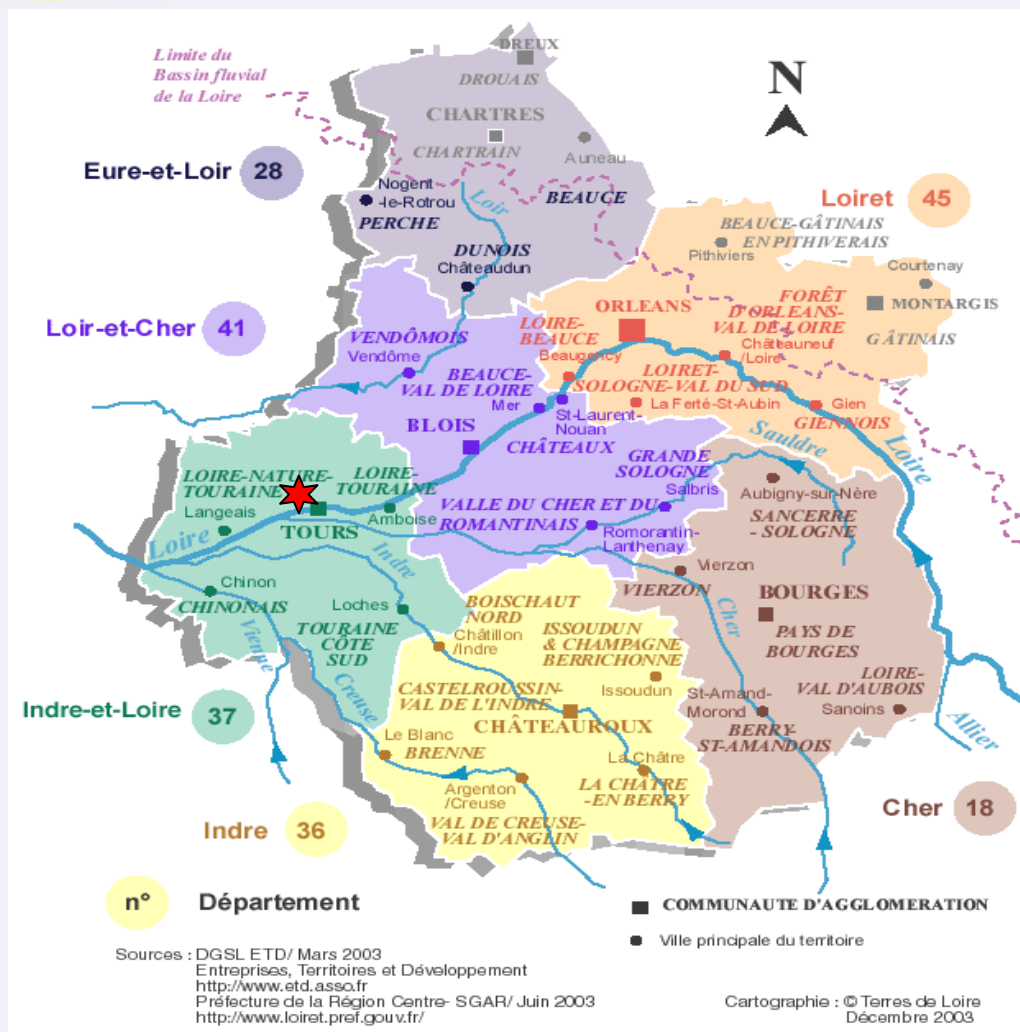 DREUX
Limite du
Bassin fluvial
de la Loire
DROUAIS
N
CHARTRES
CHARTRAIN
Auneau
Eure-et-Loir 28
Nogent
-le-Rotrou
PERCHE
Loir
BEAUCE
Loiret 45
BEAUCE-GÂTINAIS
EN PITHIVERAIS
Pithiviers
DUNOIS
Châteaudun
Courtenay
MONTARGIS
GÂTINAIS
ORLEANS
FORÊT
D'ORLEANS-
VAL DE LOIRE
Châteauneuf
/Loire
Loir-et-Cher 41
VENDÔMOIS
Vendôme
LOIRE-
BEAUCE
Beaugency
BEAUCE-
VAL DE LOIRE
Mer
LOIRET-
SOLOGNE-VAL DU SUD
La Ferté-St-Aubin
Gien
GIENNOIS
St-Laurent-
Nouan
BLOIS
CHÂTEAUX
Sauldre
Loire
GRANDE
SOLOGNE
Salbris
LOIRE-NATURE-
TOURAINE
LOIRE-
TOURAINE
Langeais
Amboise
TOURS
Loire
VALLE DU CHER ET DU
ROMANTINAIS
Romorantin-
Lanthenay
Aubigny-sur-Nère
SANCERRE
- SOLOGNE
Indre
Chinon
CHINONAIS
Vienne
Loches
TOURAINE
CÔTE
SUD
Creuse
Vierzon
VIERZON
Cher
BOURGES
PAYS DE
BOURGES
BOISCHAUT
NORD
Châtillon
/Indre
ISSOUDUN
& CHAMPAGNE
BERRICHONNE
Issoudun
LOIRE-
VAL D'AUBOIS
Sanoins
St-Amand-
Morond
BERRY
ST-AMANDOIS
Allier
Indre-et-Loire 37
CASTELROUSSIN-
VAL DE L'INDRE
CHÂTEAUROUX
Le Blanc
BRENNE
La Châtre
LA CHÂTRE
-EN BERRY
Argenton
/Creuse
VAL DE CREUSE-
VAL D'ANGLIN
Indre 36
Cher 18
n° Département
COMMUNAUTE D'AGGLOMERATION
Ville principale du territoire
Sources : DGSL ETD/ Mars 2003
Entreprises, Territoires et Développement
http://www.etd.asso.fr
Préfecture de la Région Centre- SGAR/ Juin 2003
http://www.loiret.pref.gouv.fr/
Cartographie : © Terres de Loire
Décembre 2003